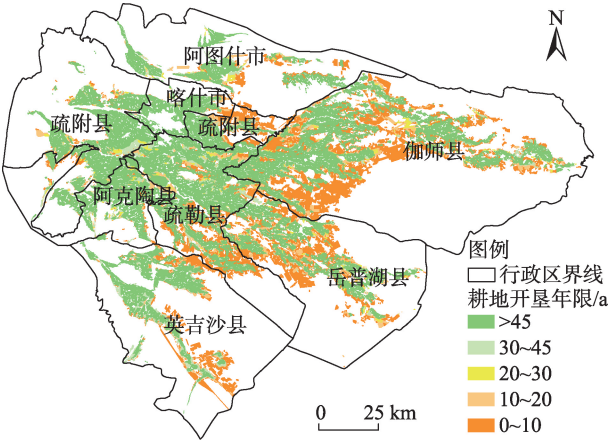 N
阿图什市
喀什市
疏附县
疏附县
伽师县
阿克陶县
疏勒县
岳普湖县
英吉沙县
图例
行政区界线
耕地开垦年限/a
>45
30~45
20~30
10~20
0~10
0 25 km